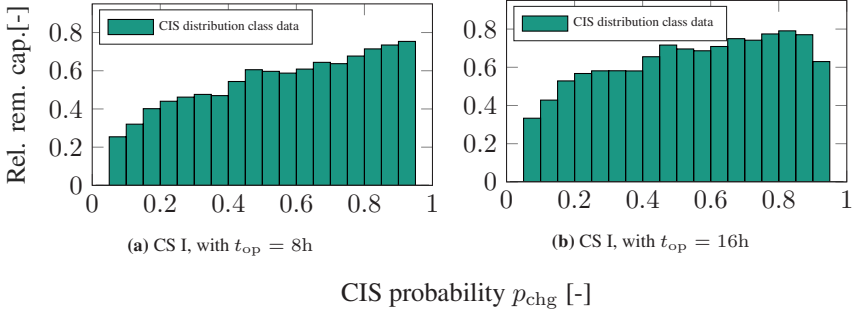 Rel. rem. cap.[-]
0.8
0.6
0.4
0.2
0
CIS distribution class data
0 0.2 0.4 0.6 0.8 1
(a) CS I, with t_op = 8h
0.8
0.6
0.4
0.2
0
CIS distribution class data
0 0.2 0.4 0.6 0.8 1
(b) CS I, with t_op = 16h
CIS probability p_chg [-]